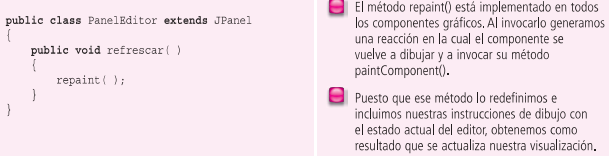 public class PanelEditor extends JPanel
{
public void refrescar( )
{
repaint( );
}
}
El método repaint() está implementado en todos
los componentes gráficos. Al invocarlo generamos
una reacción en la cual el componente se
vuelve a dibujar y a invocar su método
paintComponent().
Puesto que ese método lo redefinimos e
incluimos nuestras instrucciones de dibujo con
el estado actual del editor, obtenemos como
resultado que se actualiza nuestra visualización.